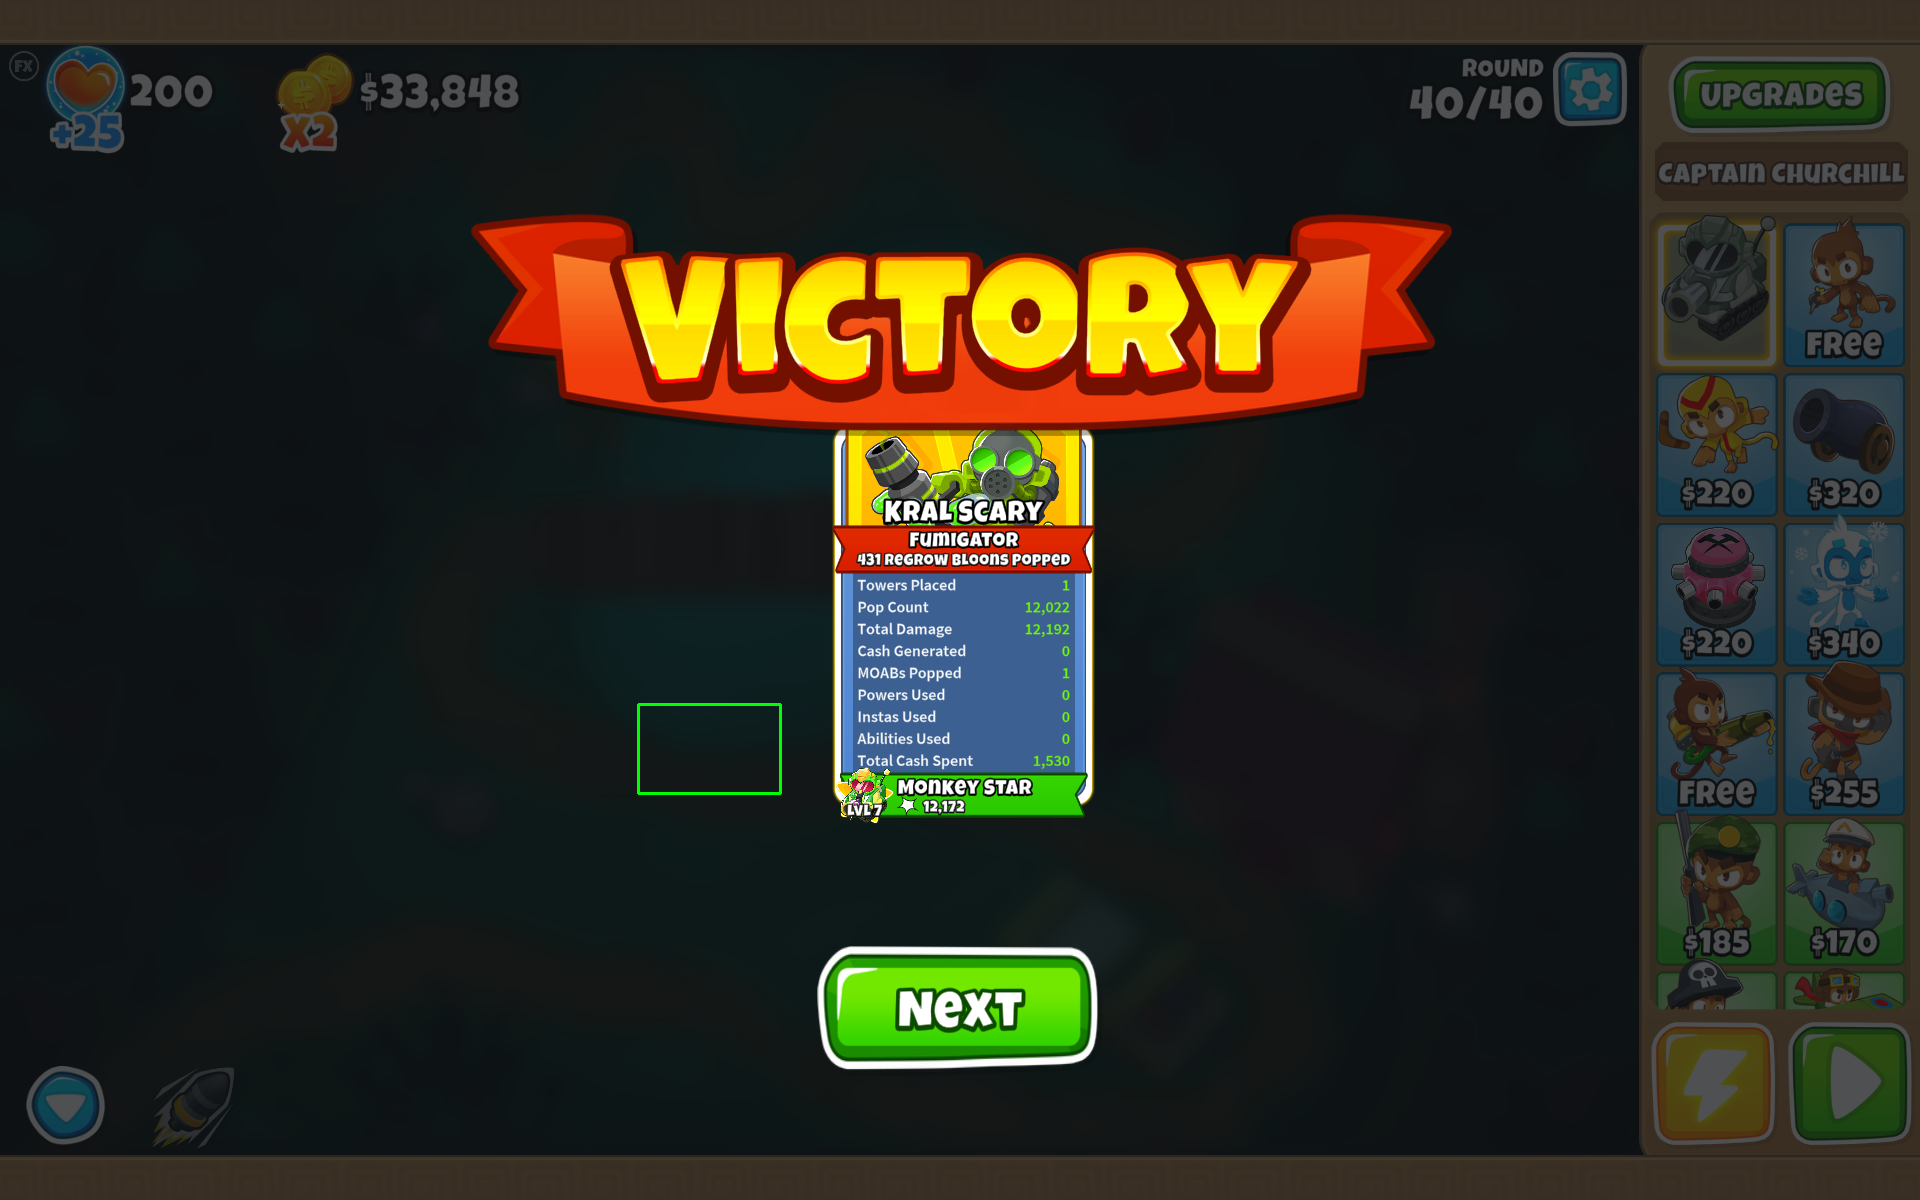 FX
200
+25
$33,848
X2
ROUND
40/40
UPGRADES
CAPTAIN CHURCHILL
FREE
$220
$320
$220
$340
FREE
$255
$185
$170
VICTORY
KRAL SCARY
FUMIGATOR
431 REGROW BLOONS POPPED
Towers Placed 1
Pop Count 12,022
Total Damage 12,192
Cash Generated 0
MOABs Popped 1
Powers Used 0
Instas Used 0
Abilities Used 0
Total Cash Spent 1,530
LVL 7
MONKEY STAR
12,172
NEXT